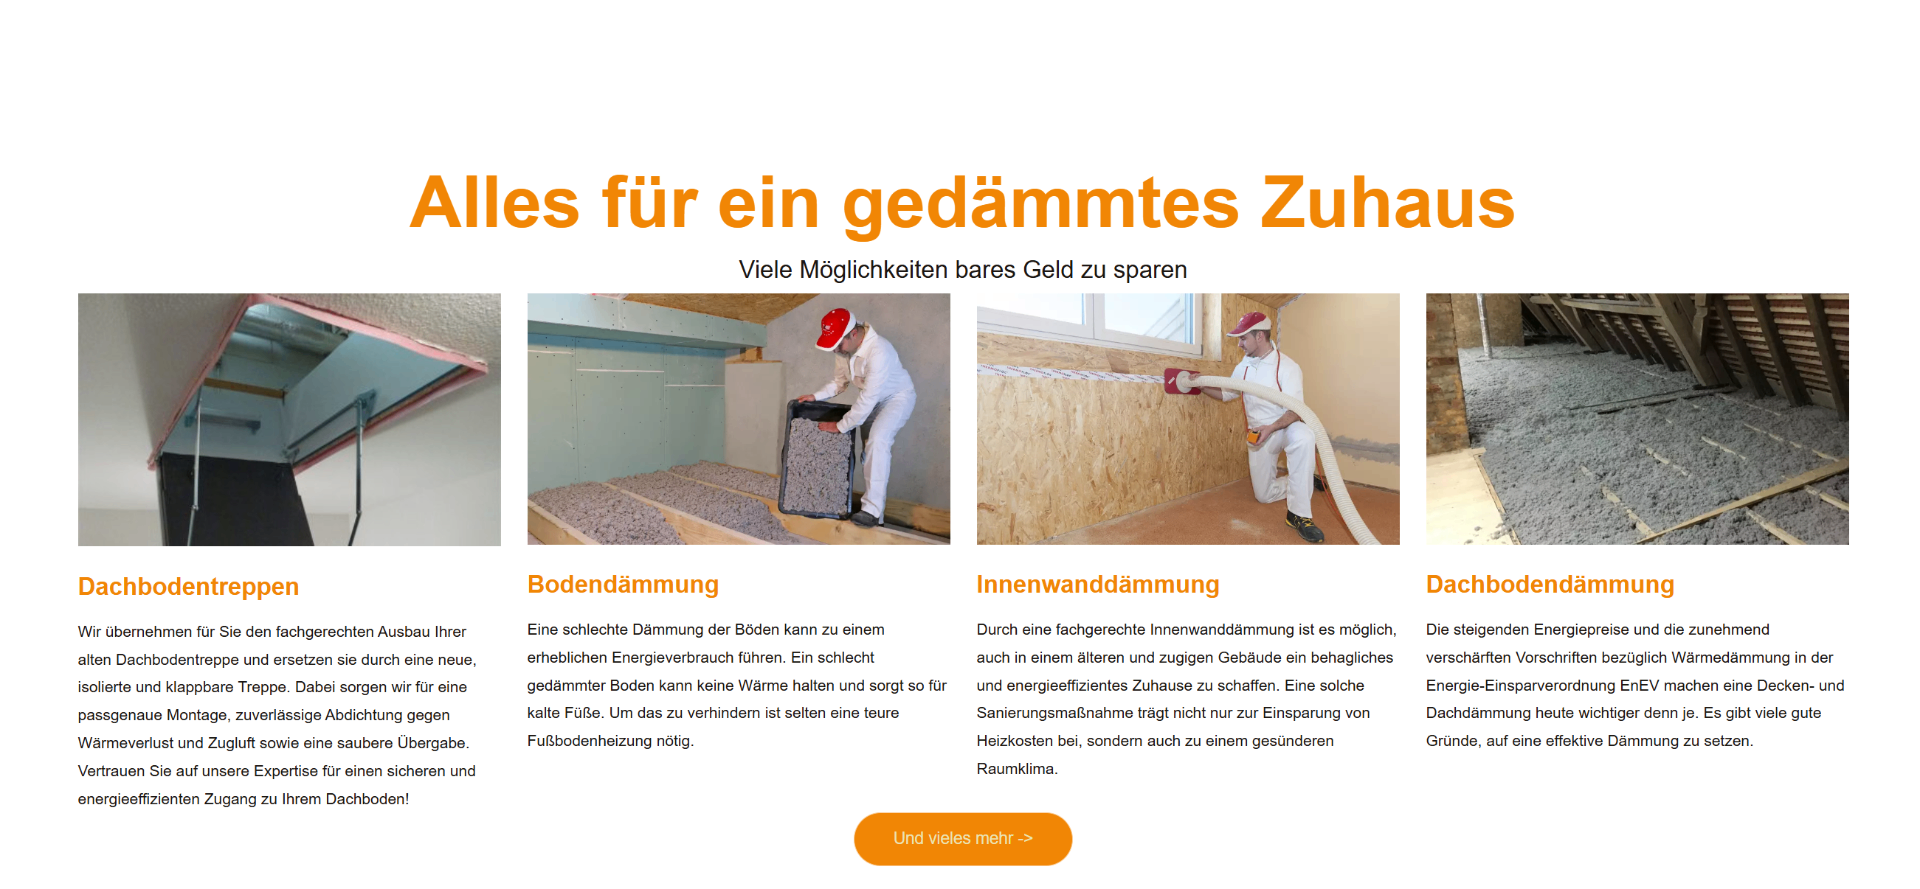 Alles für ein gedämmtes Zuhaus
Viele Möglichkeiten bares Geld zu sparen
Dachbodentreppen
Wir übernehmen für Sie den fachgerechten Ausbau Ihrer
alten Dachbodentreppe und ersetzen sie durch eine neue,
isolierte und klappbare Treppe. Dabei sorgen wir für eine
passgenaue Montage, zuverlässige Abdichtung gegen
Wärmeverlust und Zugluft sowie eine saubere Übergabe.
Vertrauen Sie auf unsere Expertise für einen sicheren und
energieeffizienten Zugang zu Ihrem Dachboden!
Bodendämmung
Eine schlechte Dämmung der Böden kann zu einem
erheblichen Energieverbrauch führen. Ein schlecht
gedämmter Boden kann keine Wärme halten und sorgt so für
kalte Füße. Um das zu verhindern ist selten eine teure
Fußbodenheizung nötig.
Innenwanddämmung
Durch eine fachgerechte Innenwanddämmung ist es möglich,
auch in einem älteren und zugigen Gebäude ein behagliches
und energieeffizientes Zuhause zu schaffen. Eine solche
Sanierungsmaßnahme trägt nicht nur zur Einsparung von
Heizkosten bei, sondern auch zu einem gesünderen
Raumklima.
Dachbodendämmung
Die steigenden Energiepreise und die zunehmend
verschärften Vorschriften bezüglich Wärmedämmung in der
Energie-Einsparverordnung EnEV machen eine Decken- und
Dachdämmung heute wichtiger denn je. Es gibt viele gute
Gründe, auf eine effektive Dämmung zu setzen.
Und vieles mehr ->